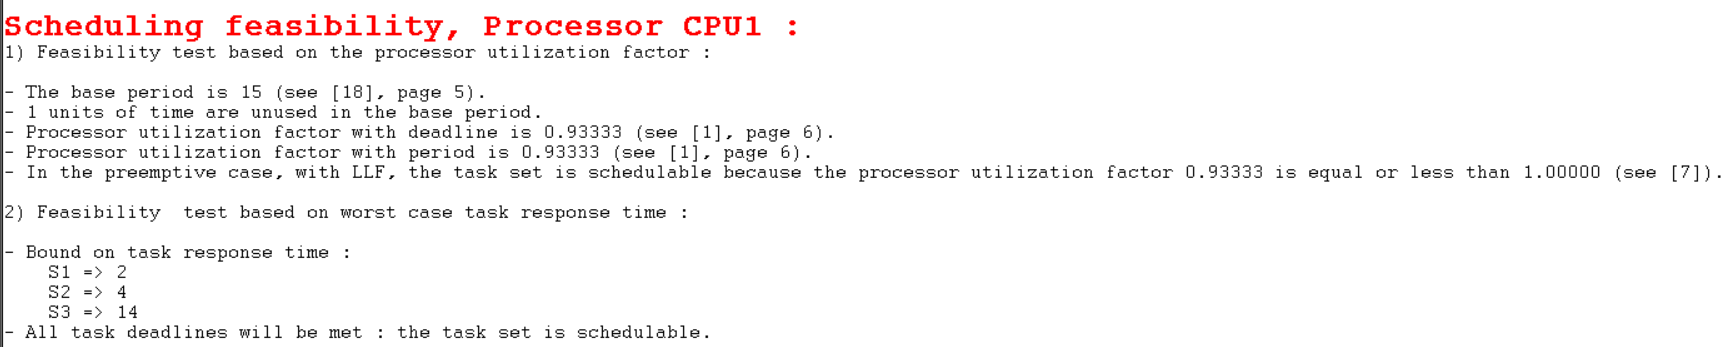 Scheduling feasibility, Processor CPU1 :
1) Feasibility test based on the processor utilization factor :
- The base period is 15 (see [18], page 5).
- 1 units of time are unused in the base period.
- Processor utilization factor with deadline is 0.93333 (see [1], page 6).
- Processor utilization factor with period is 0.93333 (see [1], page 6).
- In the preemptive case, with LLF, the task set is schedulable because the processor utilization factor 0.93333 is equal or less than 1.00000 (see [7]).
2) Feasibility  test based on worst case task response time :
- Bound on task response time :
S1 => 2
S2 => 4
S3 => 14
- All task deadlines will be met : the task set is schedulable.